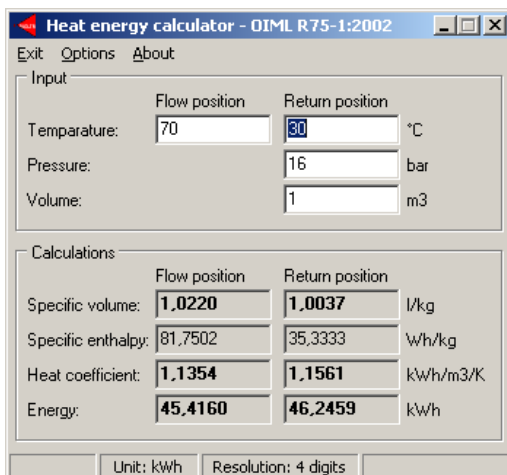 Heat energy calculator - OIML R75-1:2002
Exit Options About
Input
Flow position Return position
Temparature: 70 30 °C
Pressure: 16 bar
Volume: 1 m3
Calculations
Flow position Return position
Specific volume: 1,0220 1,0037 l/kg
Specific enthalpy: 81,7502 35,3333 Wh/kg
Heat coefficient: 1,1354 1,1561 kWh/m3/K
Energy: 45,4160 46,2459 kWh
Unit: kWh Resolution: 4 digits